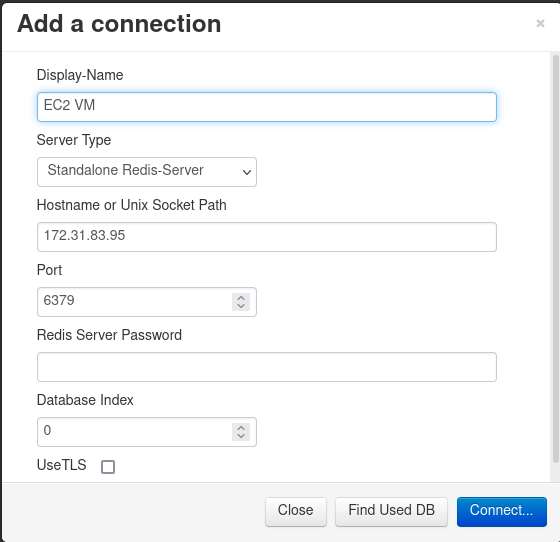 Add a connection
×
Display-Name
EC2 VM
Server Type
Standalone Redis-Server
Hostname or Unix Socket Path
172.31.83.95
Port
6379
Redis Server Password
Database Index
0
UseTLS
Close Find Used DB Connect...